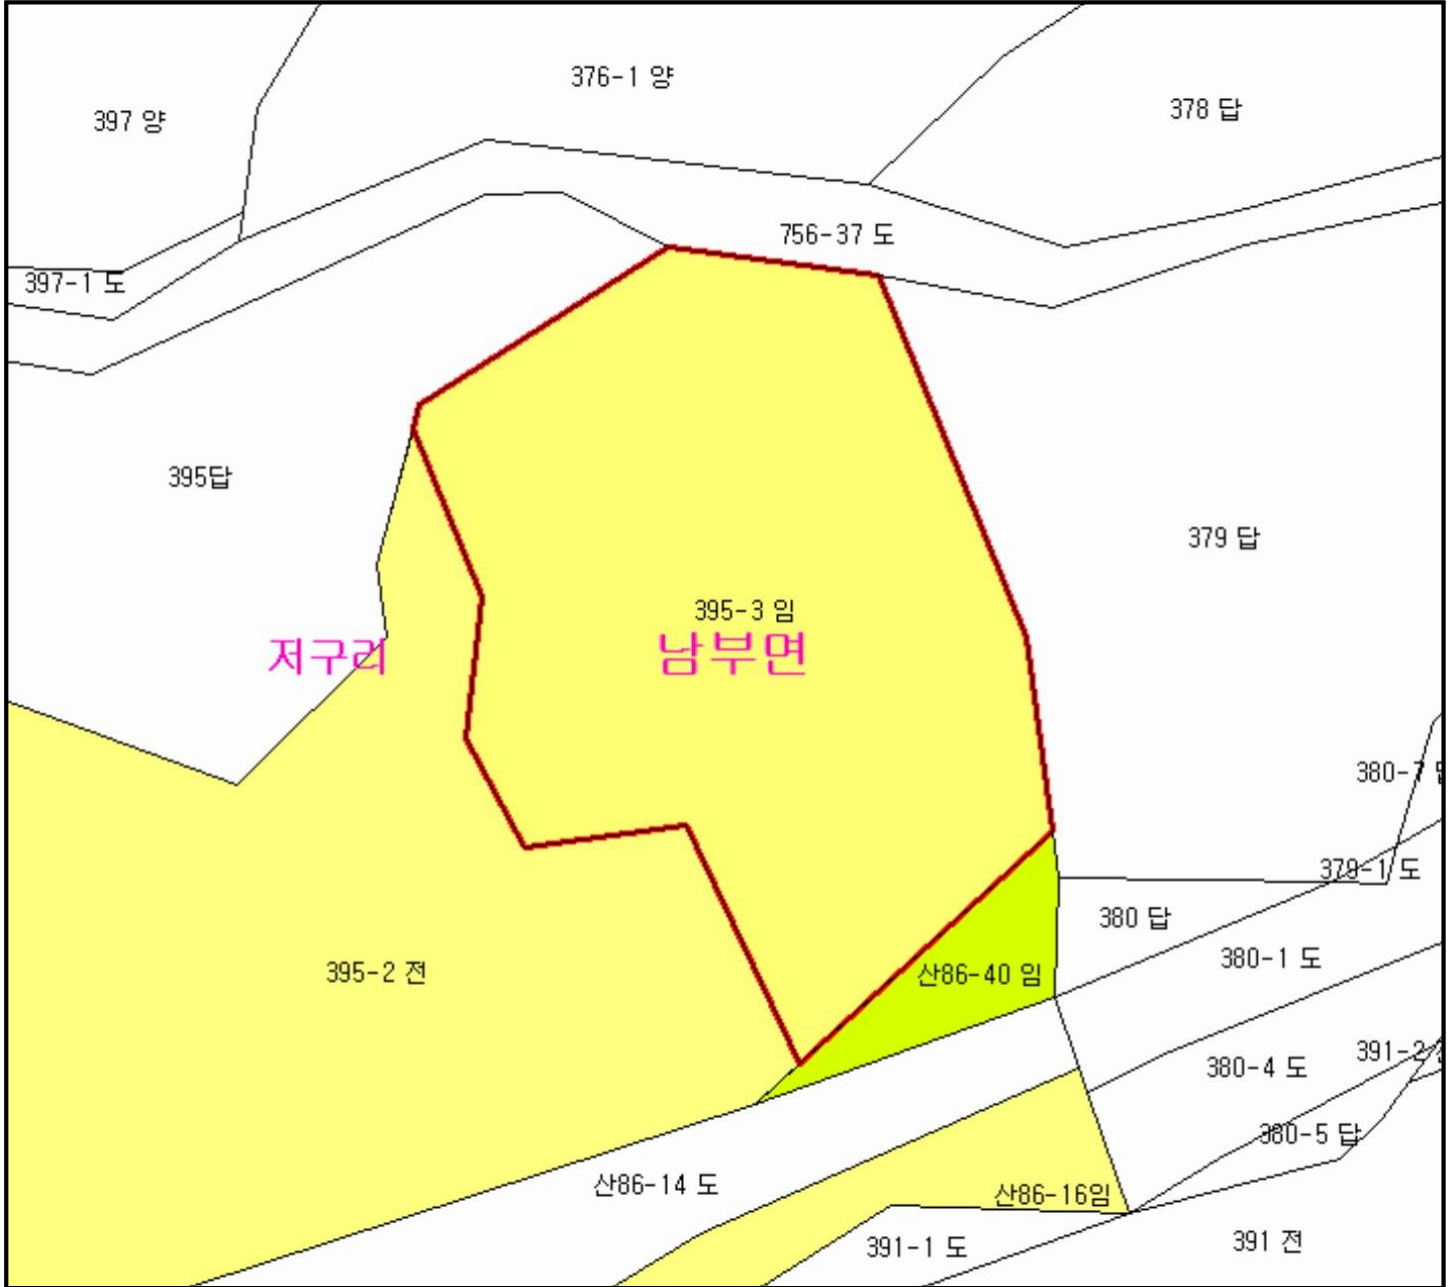 376-1 양
397 양
378 답
756-37 도
397-1 도
395답
379 답
395-3 임
저구리
남부면
380-7
379-1 도
380 답
380-1 도
395-2 전
산86-40 임
391-2
380-4 도
380-5 답
산86-14 도
산86-16임
391-1 도
391 전